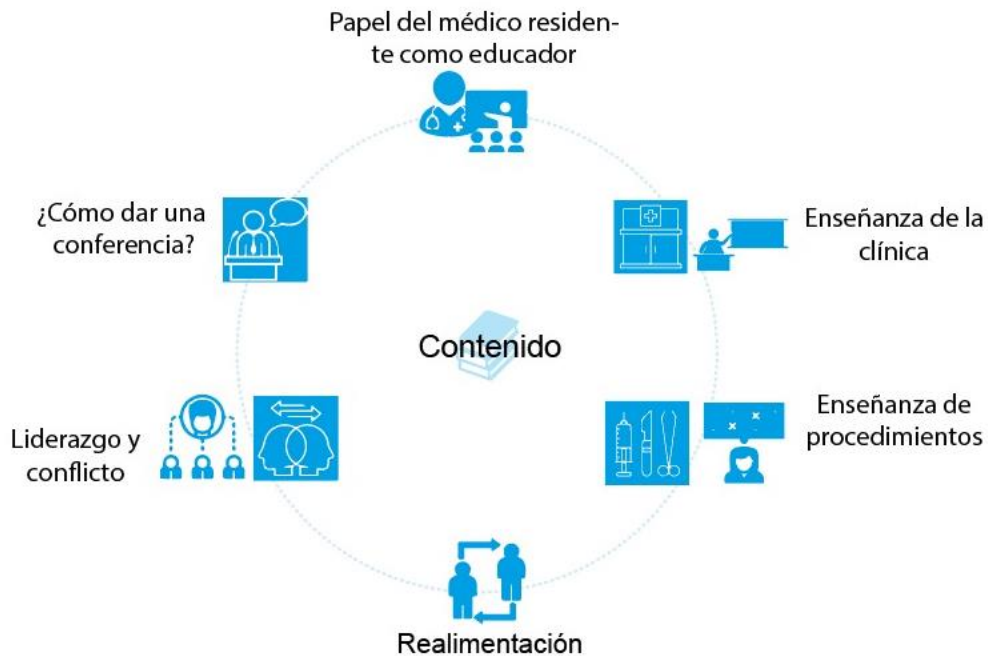 Papel del médico residen-
te como educador
¿Cómo dar una
conferencia?
Enseñanza de la
clínica
Contenido
Liderazgo y
conflicto
Enseñanza de
procedimientos
Realimentación